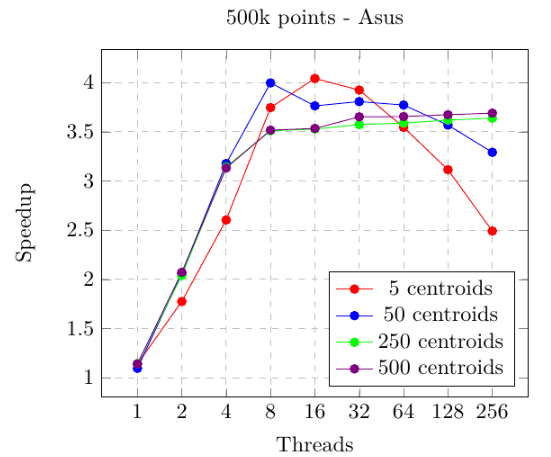 500k points - Asus
Speedup
4
3.5
3
2.5
2
1.5
1
1 2 4 8 16 32 64 128 256
Threads
5 centroids
50 centroids
250 centroids
500 centroids